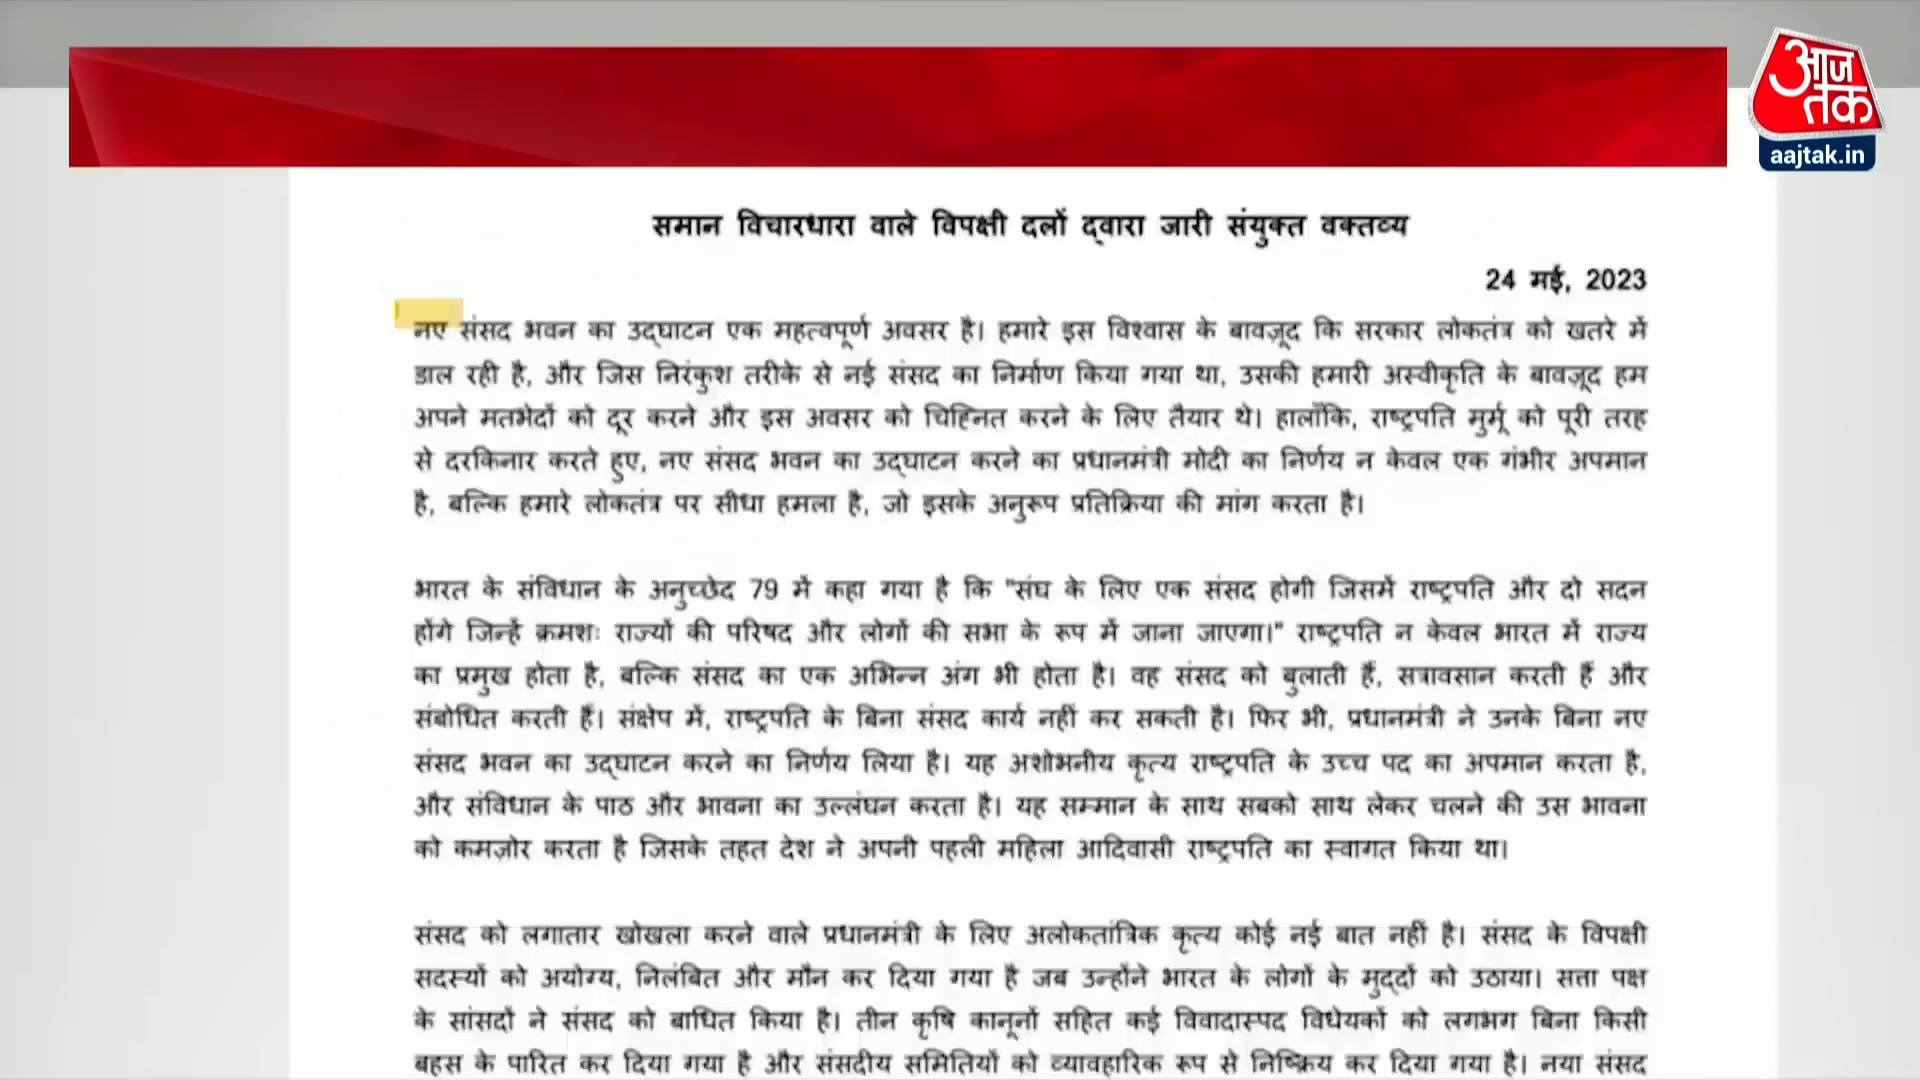 आज
तक
aajtak.in
समान विचारधारा वाले विपक्षी दलों द्वारा जारी संयुक्त वक्तव्य
24 मई, 2023
नए संसद भवन का उद्घाटन एक महत्वपूर्ण अवसर है। हमारे इस विश्वास के बावजूद कि सरकार लोकतंत्र को खतरे में
डाल रही है, और जिस निरंकुश तरीके से नई संसद का निर्माण किया गया था, उसकी हमारी अस्वीकृति के बावजूद हम
अपने मतभेदों को दूर करने और इस अवसर को चिह्नित करने के लिए तैयार थे। हालाँकि, राष्ट्रपति मुर्मू को पूरी तरह
से दरकिनार करते हुए, नए संसद भवन का उद्घाटन करने का प्रधानमंत्री मोदी का निर्णय न केवल एक गंभीर अपमान
है, बल्कि हमारे लोकतंत्र पर सीधा हमला है, जो इसके अनुरूप प्रतिक्रिया की मांग करता है।
भारत के संविधान के अनुच्छेद 79 में कहा गया है कि "संघ के लिए एक संसद होगी जिसमें राष्ट्रपति और दो सदन
होंगे जिन्हें क्रमशः राज्यों की परिषद और लोगों की सभा के रूप में जाना जाएगा।" राष्ट्रपति न केवल भारत में राज्य
का प्रमुख होता है, बल्कि संसद का एक अभिन्न अंग भी होता है। वह संसद को बुलाती हैं, सत्रावसान करती हैं और
संबोधित करती हैं। संक्षेप में, राष्ट्रपति के बिना संसद कार्य नहीं कर सकती है। फिर भी, प्रधानमंत्री ने उनके बिना नए
संसद भवन का उद्घाटन करने का निर्णय लिया है। यह अशोभनीय कृत्य राष्ट्रपति के उच्च पद का अपमान करता है,
और संविधान के पाठ और भावना का उल्लंघन करता है। यह सम्मान के साथ सबको साथ लेकर चलने की उस भावना
को कमज़ोर करता है जिसके तहत देश ने अपनी पहली महिला आदिवासी राष्ट्रपति का स्वागत किया था।
संसद को लगातार खोखला करने वाले प्रधानमंत्री के लिए अलोकतांत्रिक कृत्य कोई नई बात नहीं है। संसद के विपक्षी
सदस्यों को अयोग्य, निलंबित और मौन कर दिया गया है जब उन्होंने भारत के लोगों के मुद्दों को उठाया। सत्ता पक्ष
के सांसदों ने संसद को बाधित किया है। तीन कृषि कानूनों सहित कई विवादास्पद विधेयकों को लगभग बिना किसी
बहस के पारित कर दिया गया है और संसदीय समितियों को व्यावहारिक रूप से निष्क्रिय कर दिया गया है। नया संसद